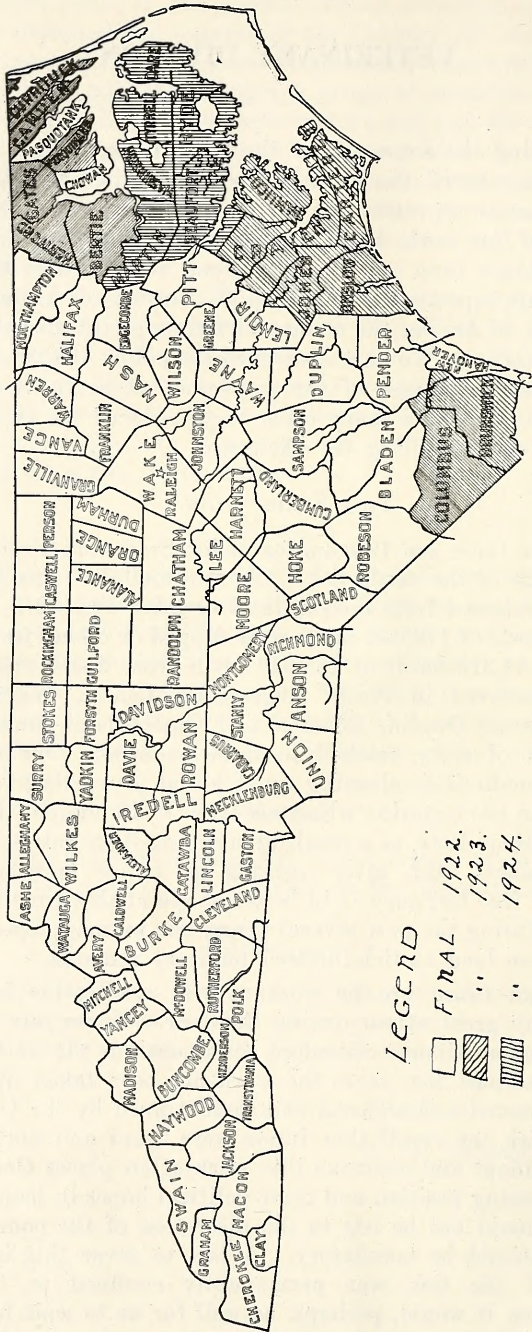 CURRITUCK
CAMDEN
PASQUOTANK
PERQUIMANS
CHOWAN
GATES
HERTFORD
BERTIE
NORTHAMPTON
HALIFAX
WARREN
VANCE
GRANVILLE
FRANKLIN
NASH
EDGECOMBE
MARTIN
WASHINGTON
TYRRELL
DARE
HYDE
BEAUFORT
PITT
WILSON
GREENE
LENOIR
WAYNE
CRAVEN
PAMLICO
JONES
CARTERET
ONSLOW
DUPLIN
PENDER
NEW HANOVER
BRUNSWICK
COLUMBUS
BLADEN
SAMPSON
JOHNSTON
WAKE
RALEIGH
DURHAM
ORANGE
ALAMANCE
PERSON
CASWELL
ROCKINGHAM
STOKES
GUILFORD
FORSYTH
CHATHAM
LEE
HARNETT
CUMBERLAND
HOKE
ROBESON
SCOTLAND
RICHMOND
MOORE
MONTGOMERY
RANDOLPH
DAVIDSON
DAVIE
ROWAN
STANLY
CABARRUS
ANSON
UNION
MECKLENBURG
IREDELL
YADKIN
SURRY
ALLEGHANY
ASHE
WILKES
WATAUGA
ALEXANDER
CALDWELL
CATAWBA
LINCOLN
GASTON
CLEVELAND
BURKE
AVERY
MITCHELL
YANCEY
MCDOWELL
RUTHERFORD
POLK
HENDERSON
BUNCOMBE
MADISON
HAYWOOD
TRANSYLVANIA
JACKSON
SWAIN
MACON
GRAHAM
CLAY
CHEROKEE
LEGEND
FINAL 1922.
" 1923.
" 1924.